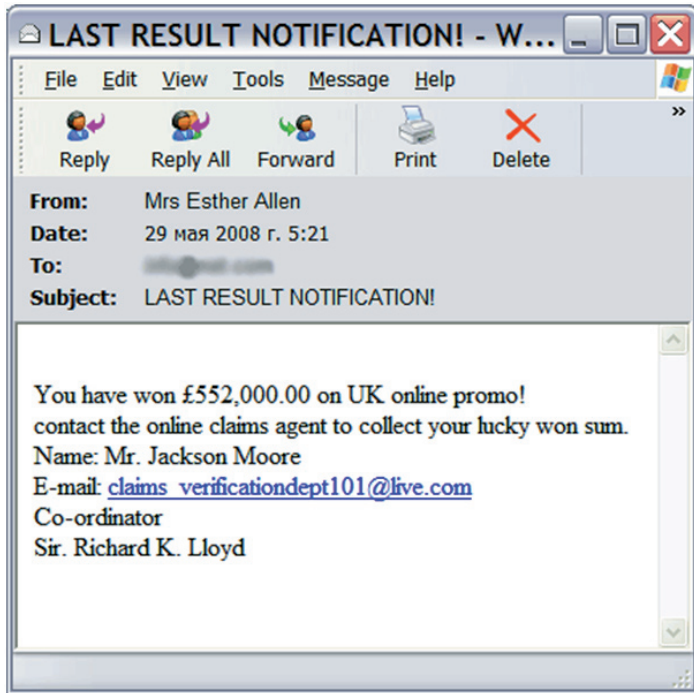 LAST RESULT NOTIFICATION! - W...
File Edit View Tools Message Help
Reply Reply All Forward Print Delete »
From: Mrs Esther Allen
Date: 29 мая 2008 г. 5:21
To:
Subject: LAST RESULT NOTIFICATION!
You have won £552,000.00 on UK online promo!
contact the online claims agent to collect your lucky won sum.
Name: Mr. Jackson Moore
E-mail: claims_verificationdept101@live.com
Co-ordinator
Sir. Richard K. Lloyd